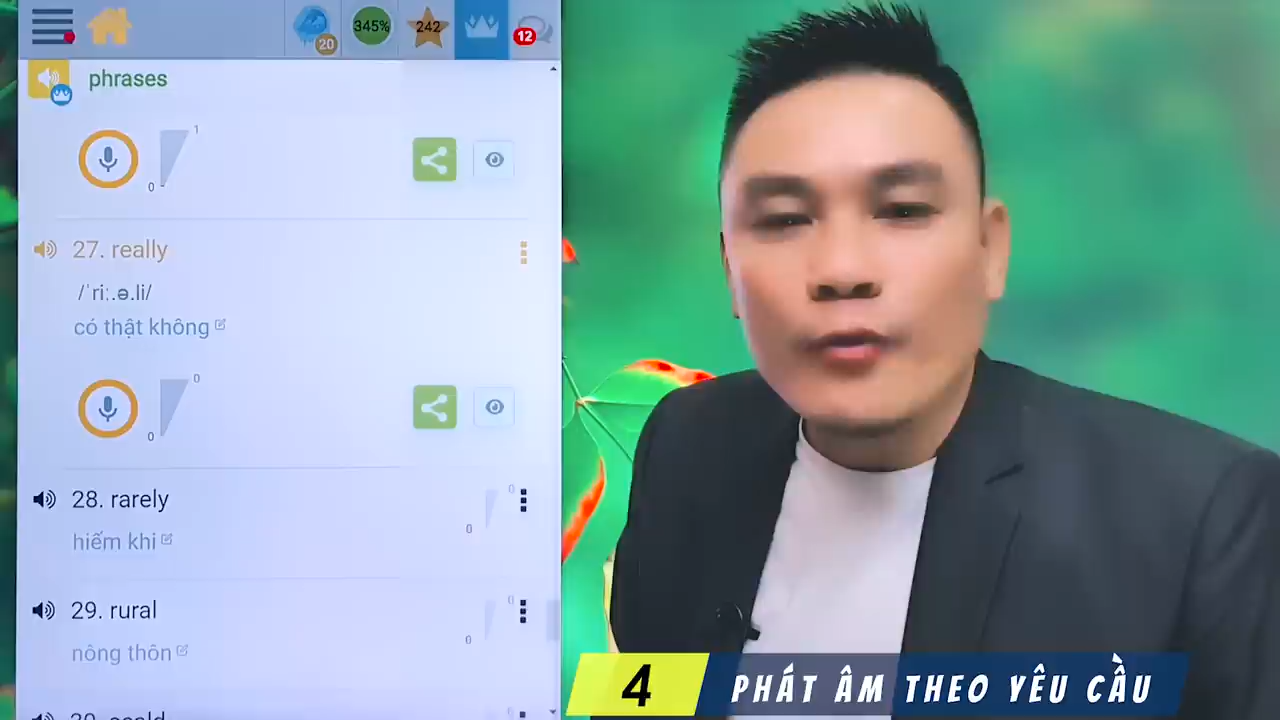 20
345%
242
12
phrases
1
0
27. really
/ˈriː.ə.li/
có thật không
0
0
28. rarely
0
0
hiếm khi
29. rural
0
0
nông thôn
4 PHÁT ÂM THEO YÊU CẦU